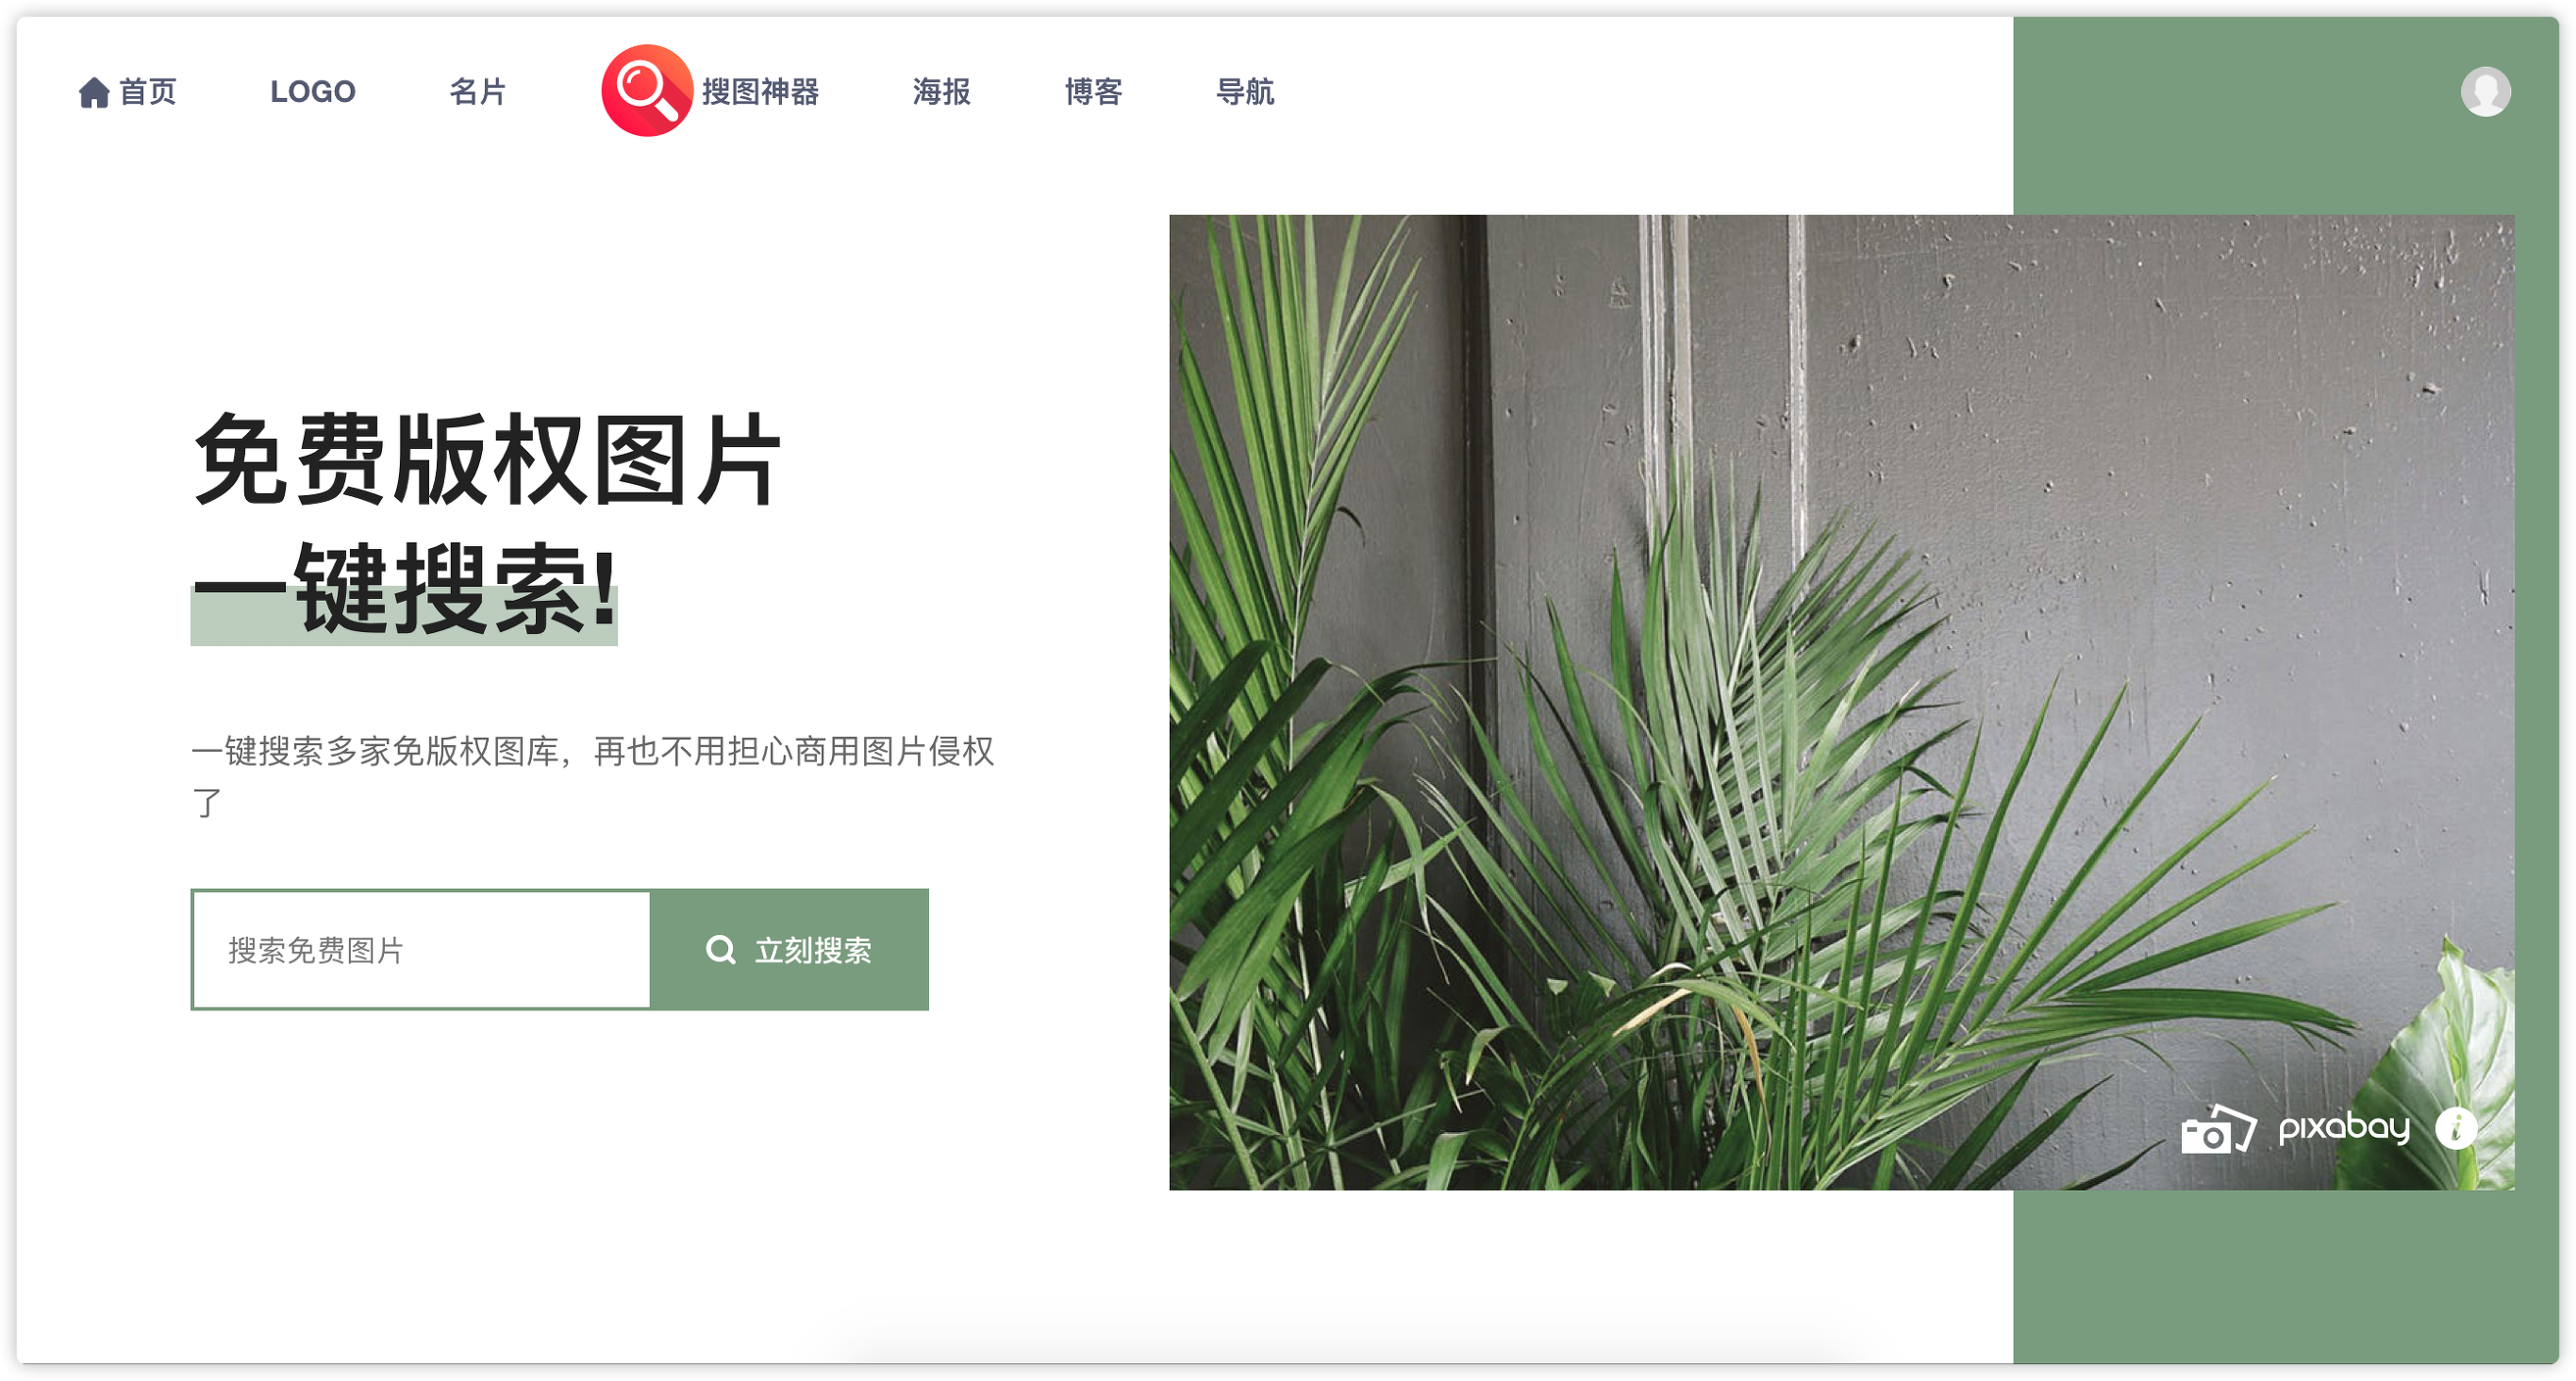 首页 LOGO 名片 搜图神器 海报 博客 导航
免费版权图片
一键搜索!
一键搜索多家免版权图库，再也不用担心商用图片侵权
了
搜索免费图片 立刻搜索
pixabay i